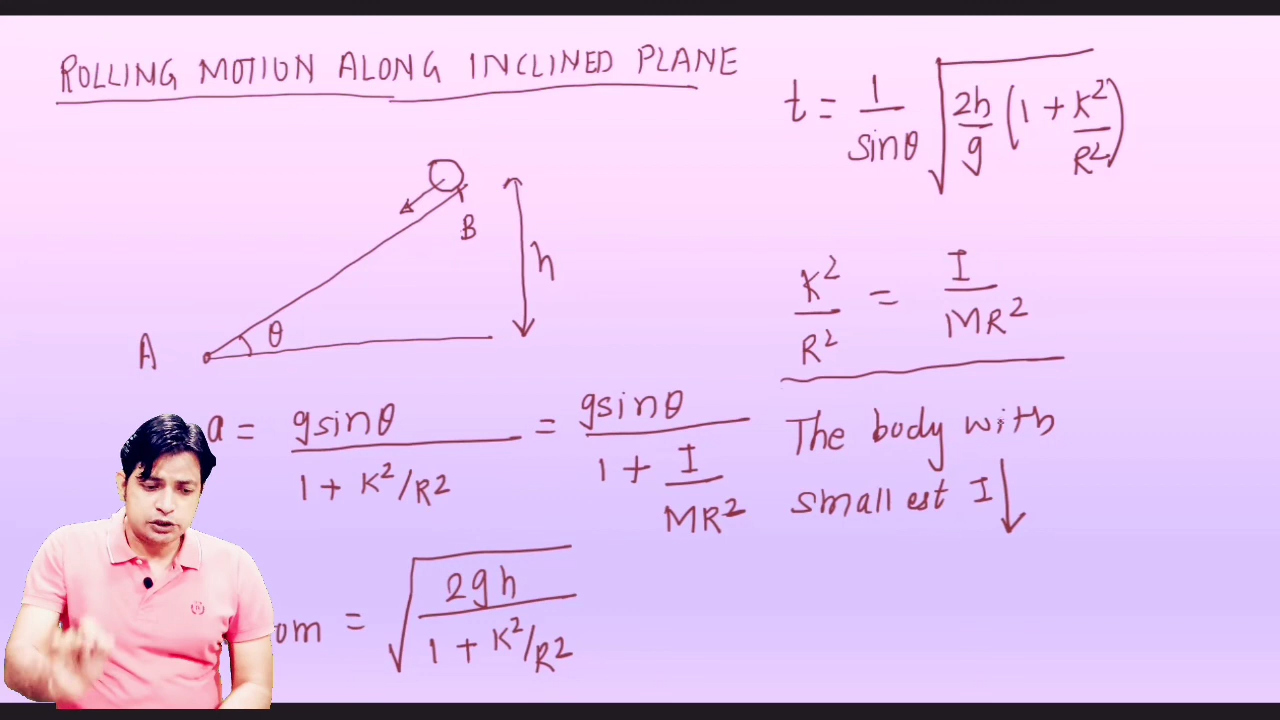 ROLLING MOTION ALONG INCLINED PLANE
t = 1/sinθ √(2h/g (1 + K²/R²))
B
h
θ
A
K²/R² = I/MR²
a = gsinθ/(1 + K²/R²) = gsinθ/(1 + I/MR²)
The body with
smallest I ↓
om = √(2gh/(1 + K²/R²))